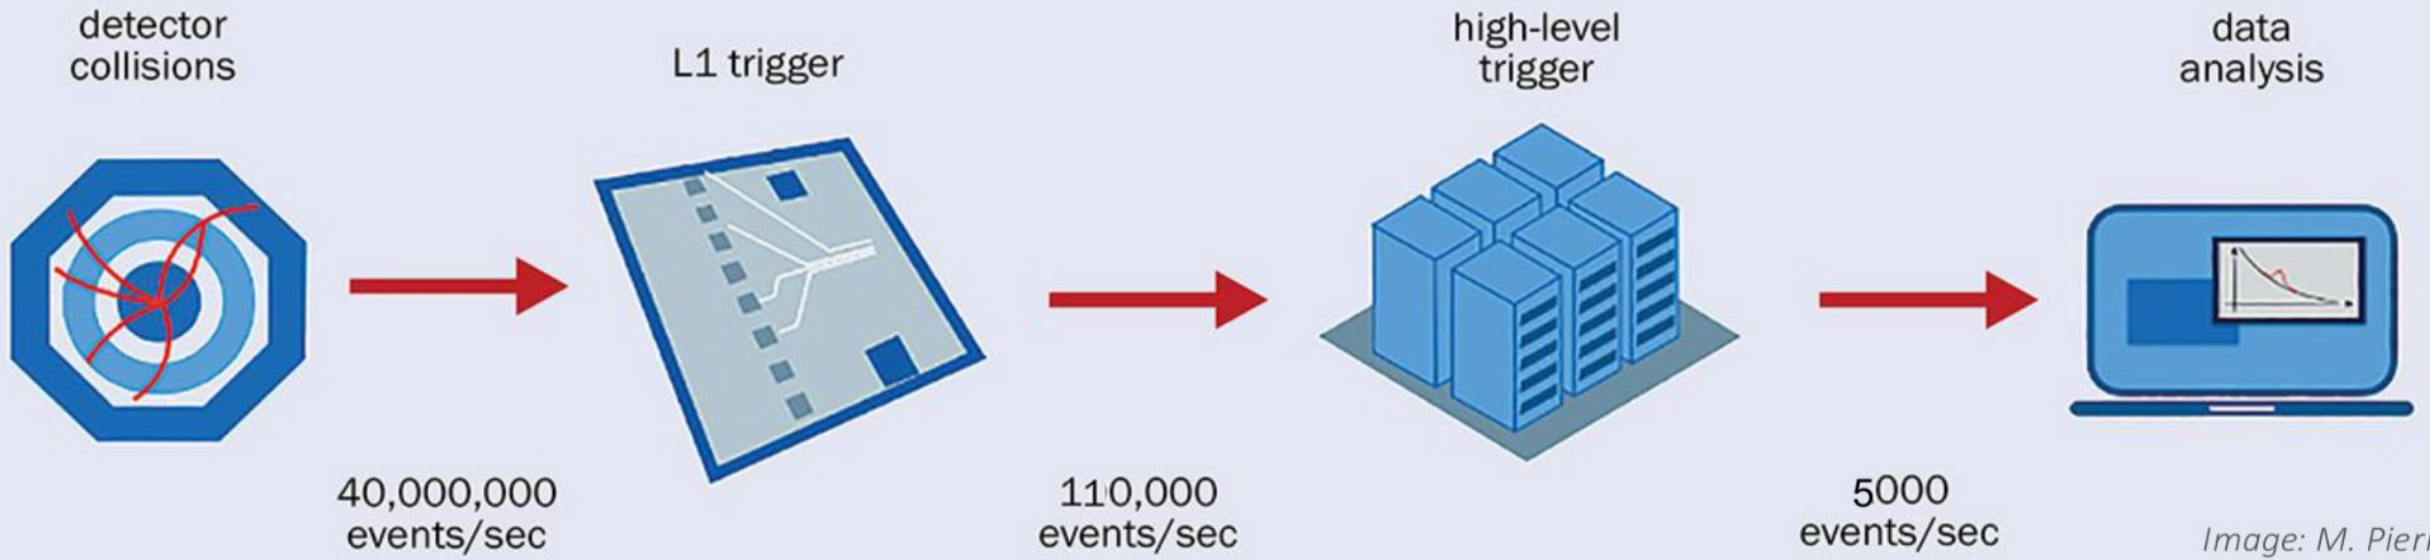 detector
collisions
L1 trigger
high-level
trigger
data
analysis
40,000,000
events/sec
110,000
events/sec
5000
events/sec
Image: M.